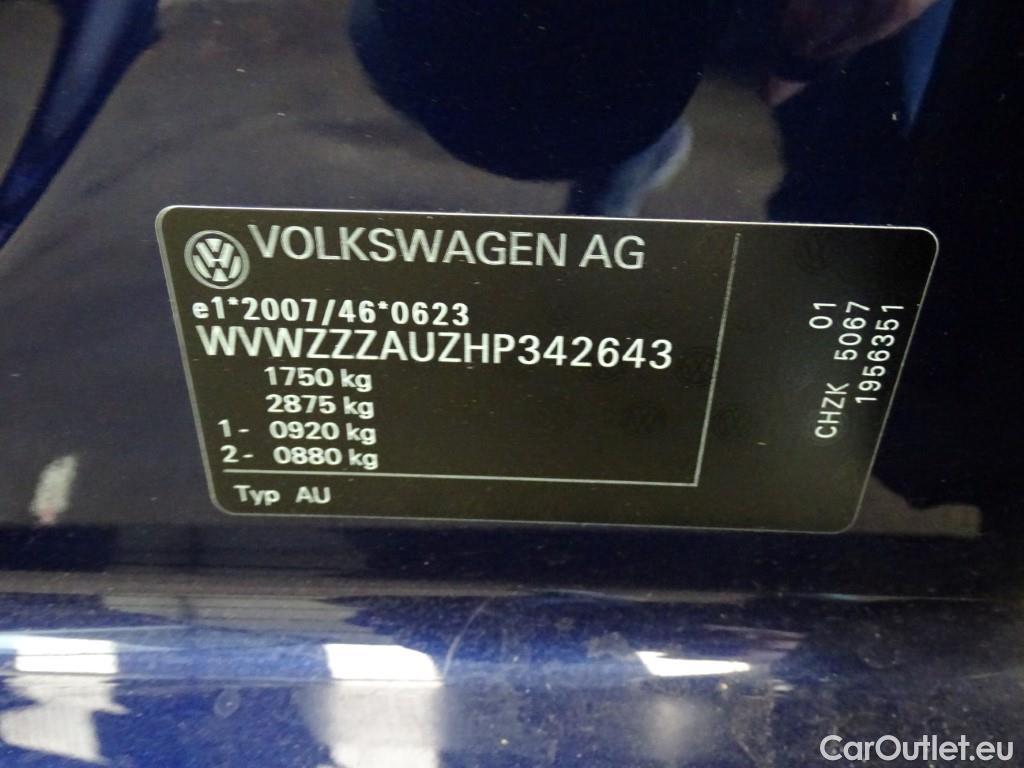 VOLKSWAGEN AG
e1*2007/46*0623
WVWZZZAUZHP342643
1750 kg
2875 kg
1- 0920 kg
2- 0880 kg
Typ AU
01
CHZK 5067
1956351
CarOutlet.eu